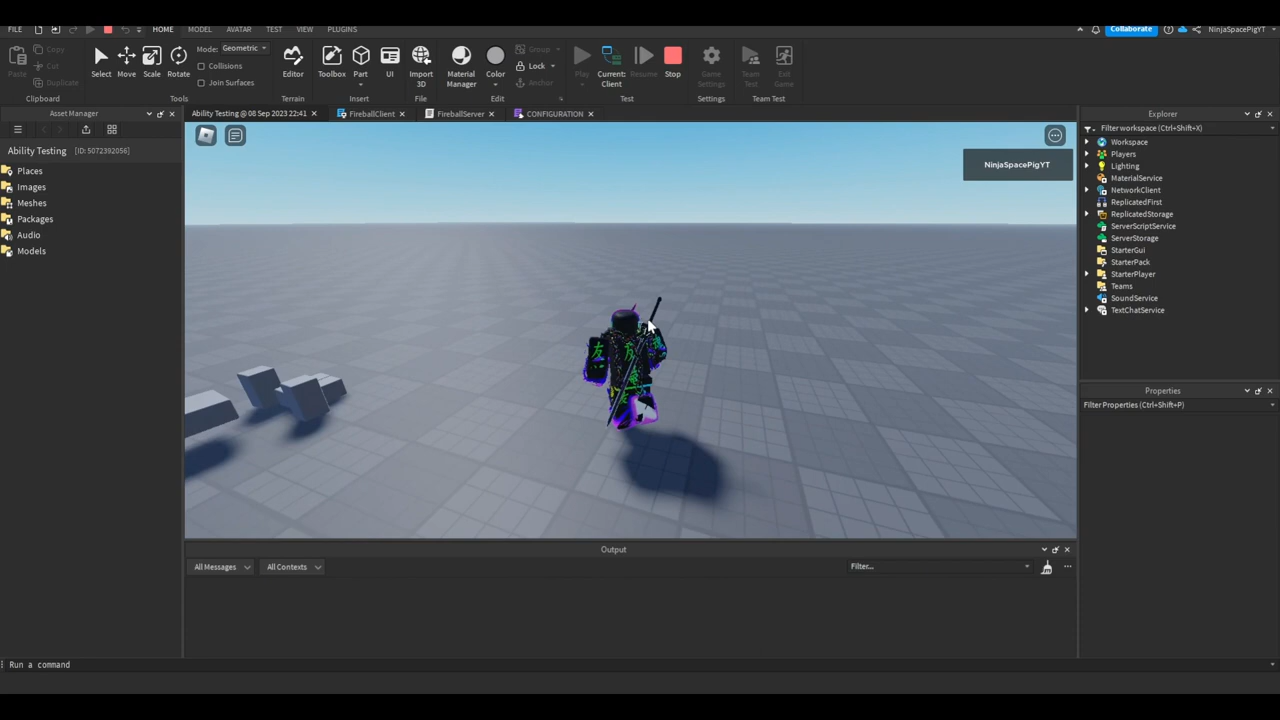 FILE HOME MODEL AVATAR TEST VIEW PLUGINS Collaborate NinjaSpacePigYT
Paste Copy Cut Duplicate Select Move Scale Rotate Mode: Geometric Collisions Join Surfaces Editor Toolbox Part UI Import 3D Material Manager Color Group Lock Anchor Play Current: Client Resume Stop Game Settings Team Test Exit Game
Clipboard Tools Terrain Insert File Edit Test Settings Team Test
Asset Manager
Ability Testing @ 08 Sep 2023 22:41 FireballClient FireballServer CONFIGURATION
Explorer
Filter workspace (Ctrl+Shift+X)
Ability Testing [ID: 5072392056]
Places
Images
Meshes
Packages
Audio
Models
NinjaSpacePigYT
友
Workspace
Players
Lighting
MaterialService
NetworkClient
ReplicatedFirst
ReplicatedStorage
ServerScriptService
ServerStorage
StarterGui
StarterPack
StarterPlayer
Teams
SoundService
TextChatService
Properties
Filter Properties (Ctrl+Shift+P)
Output
All Messages All Contexts Filter...
Run a command